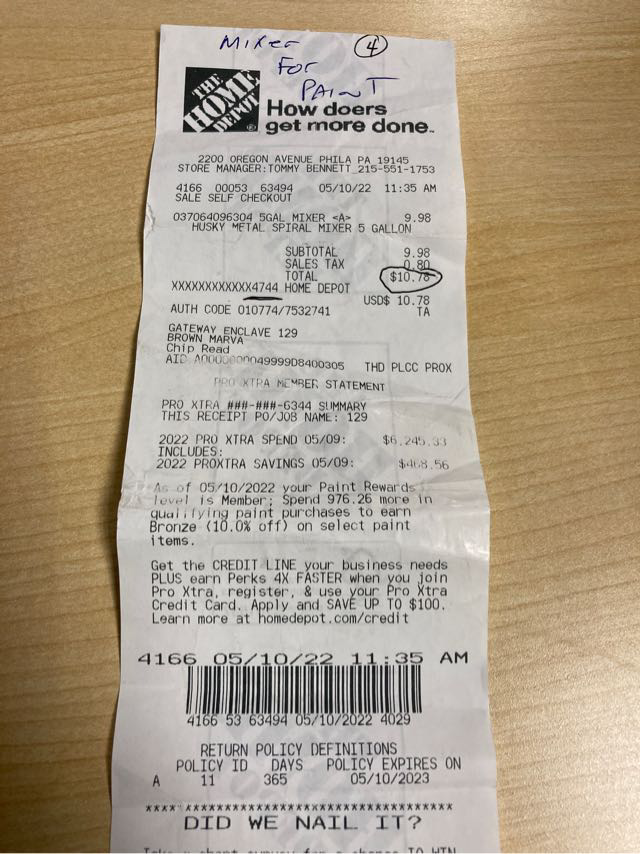 Mixer ④
For
PAINT
THE
HOME
DEPOT®
How doers
get more done™
2200 OREGON AVENUE PHILA PA 19145
STORE MANAGER:TOMMY BENNETT 215-551-1753
4166 00053 63494 05/10/22 11:35 AM
SALE SELF CHECKOUT
037064096304 5GAL MIXER <A> 9.98
HUSKY METAL SPIRAL MIXER 5 GALLON
SUBTOTAL 9.98
SALES TAX 0.80
TOTAL $10.78
XXXXXXXXXXXX4744 HOME DEPOT
USD$ 10.78
AUTH CODE 010774/7532741 TA
GATEWAY ENCLAVE 129
BROWN MARVA
Chip Read
AID A0000000049999D8400305 THD PLCC PROX
PRO XTRA MEMBER STATEMENT
PRO XTRA ###-###-6344 SUMMARY
THIS RECEIPT PO/JOB NAME: 129
2022 PRO XTRA SPEND 05/09: $6,245.33
INCLUDES:
2022 PROXTRA SAVINGS 05/09: $468.56
As of 05/10/2022 your Paint Rewards
level is Member; Spend 976.26 more in
qualifying paint purchases to earn
Bronze (10.0% off) on select paint
items.
Get the CREDIT LINE your business needs
PLUS earn Perks 4X FASTER when you join
Pro Xtra, register, & use your Pro Xtra
Credit Card. Apply and SAVE UP TO $100.
Learn more at homedepot.com/credit
4166 05/10/22 11:35 AM
4166 53 63494 05/10/2022 4029
RETURN POLICY DEFINITIONS
POLICY ID DAYS POLICY EXPIRES ON
A 11 365 05/10/2023
DID WE NAIL IT?